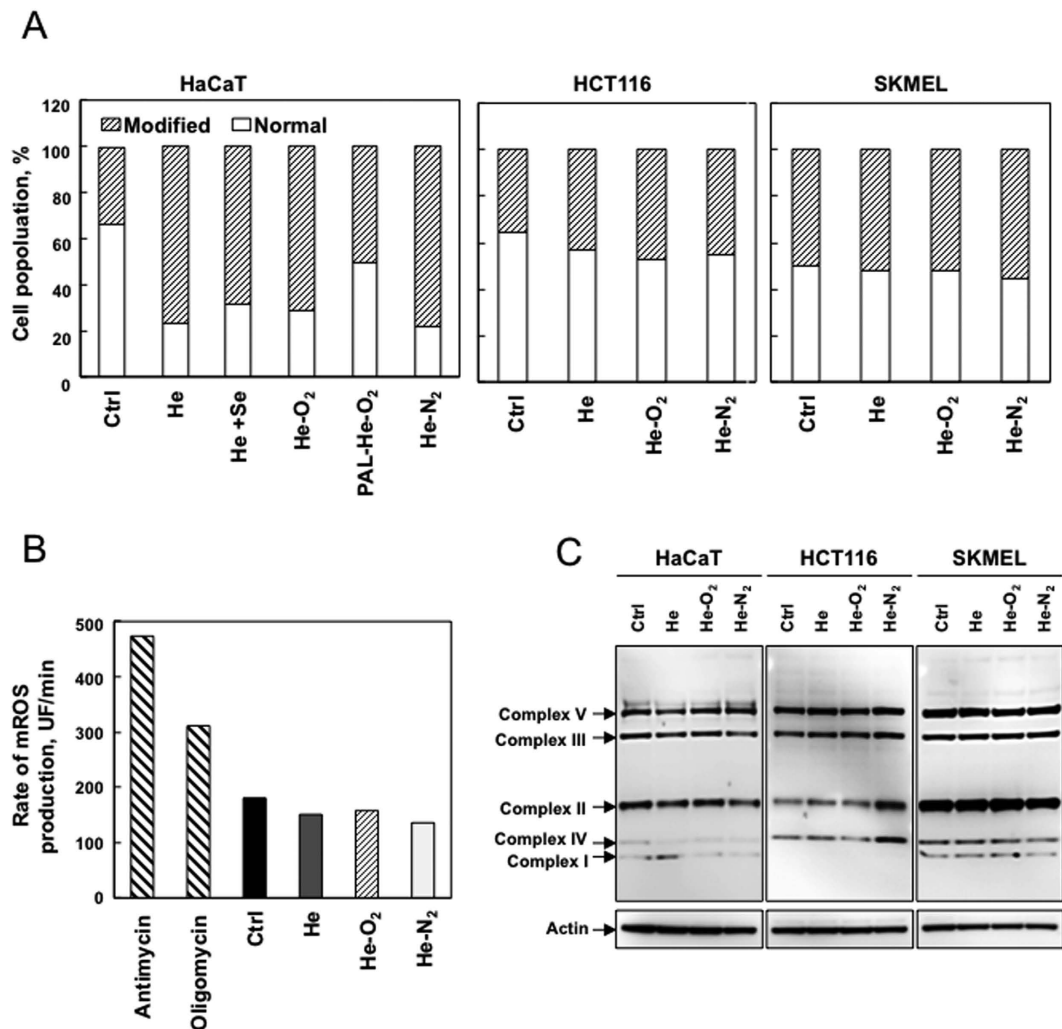 A
HaCaT
HCT116
SKMEL
Cell popoluation, %
120
100
80
60
40
20
0
Modified
Normal
Ctrl
He
He +Se
He-O₂
PAL-He-O₂
He-N₂
Ctrl
He
He-O₂
He-N₂
Ctrl
He
He-O₂
He-N₂
B
Rate of mROS
production, UF/min
500
400
300
200
100
0
Antimycin
Oligomycin
Ctrl
He
He-O₂
He-N₂
C
HaCaT
HCT116
SKMEL
Ctrl
He
He-O₂
He-N₂
Ctrl
He
He-O₂
He-N₂
Ctrl
He
He-O₂
He-N₂
Complex V
Complex III
Complex II
Complex IV
Complex I
Actin